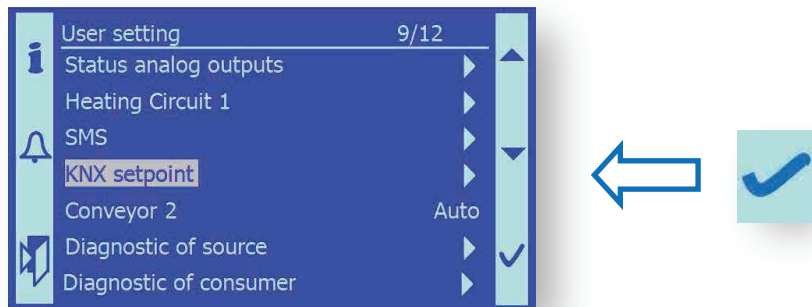 User setting 9/12
Status analog outputs
Heating Circuit 1
SMS
KNX setpoint
Conveyor 2 Auto
Diagnostic of source
Diagnostic of consumer